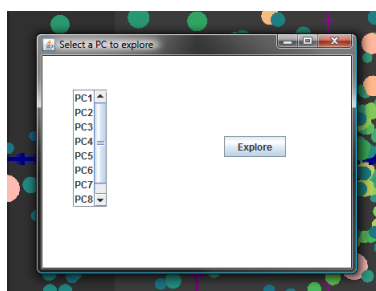 Select a PC to explore
PC1
PC2
PC3
PC4
PC5
PC6
PC7
PC8
Explore